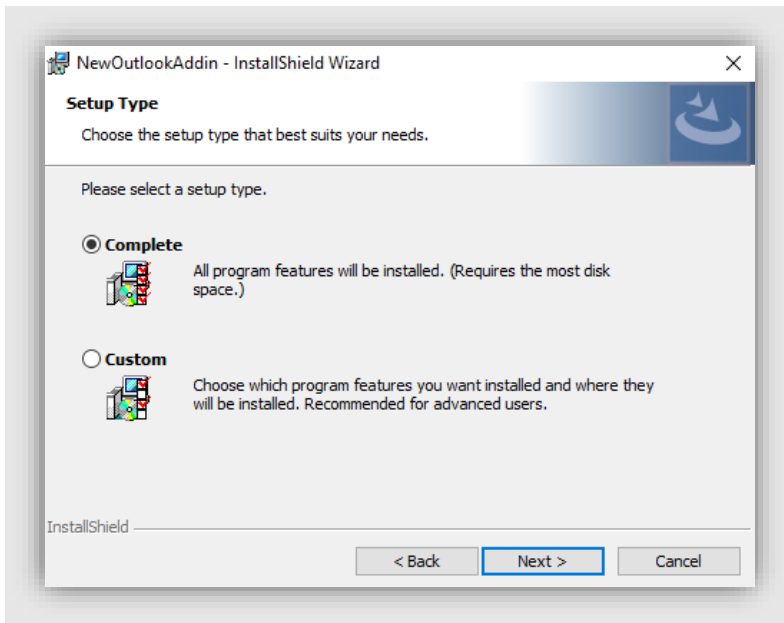 NewOutlookAddin - InstallShield Wizard
Setup Type
Choose the setup type that best suits your needs.
Please select a setup type.
Complete
All program features will be installed. (Requires the most disk
space.)
Custom
Choose which program features you want installed and where they
will be installed. Recommended for advanced users.
InstallShield
< Back Next > Cancel